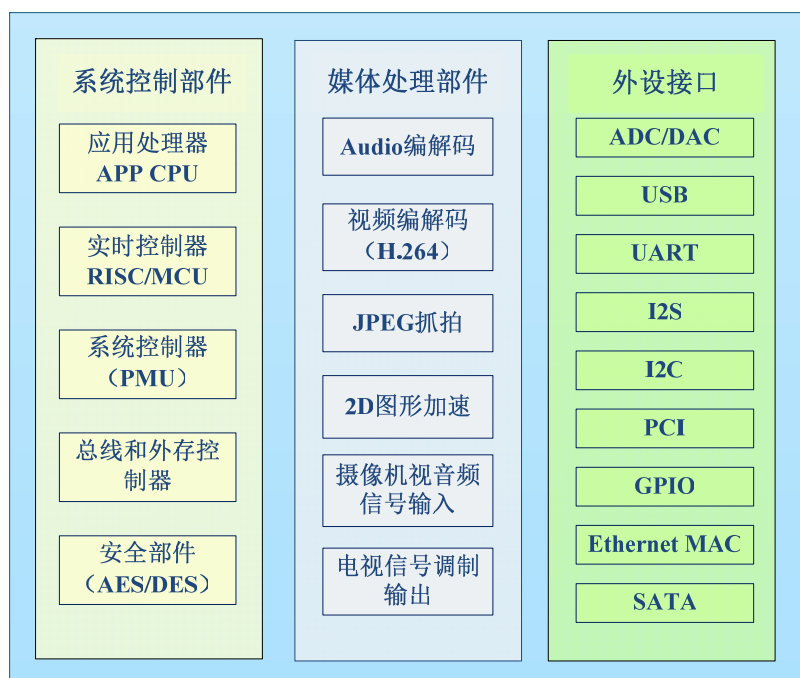 系统控制部件
应用处理器
APP CPU
实时控制器
RISC/MCU
系统控制器
（PMU）
总线和外存控
制器
安全部件
（AES/DES）
媒体处理部件
Audio编解码
视频编解码
（H.264）
JPEG抓拍
2D图形加速
摄像机视音频
信号输入
电视信号调制
输出
外设接口
ADC/DAC
USB
UART
I2S
I2C
PCI
GPIO
Ethernet MAC
SATA